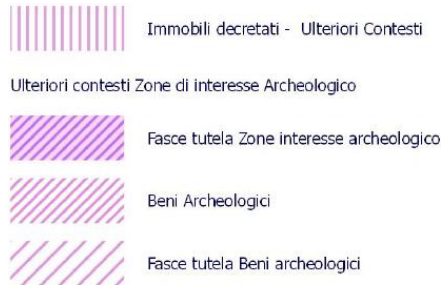 Immobili decretati - Ulteriori Contesti
Ulteriori contesti Zone di interesse Archeologico
Fasce tutela Zone interesse archeologico
Beni Archeologici
Fasce tutela Beni archeologici